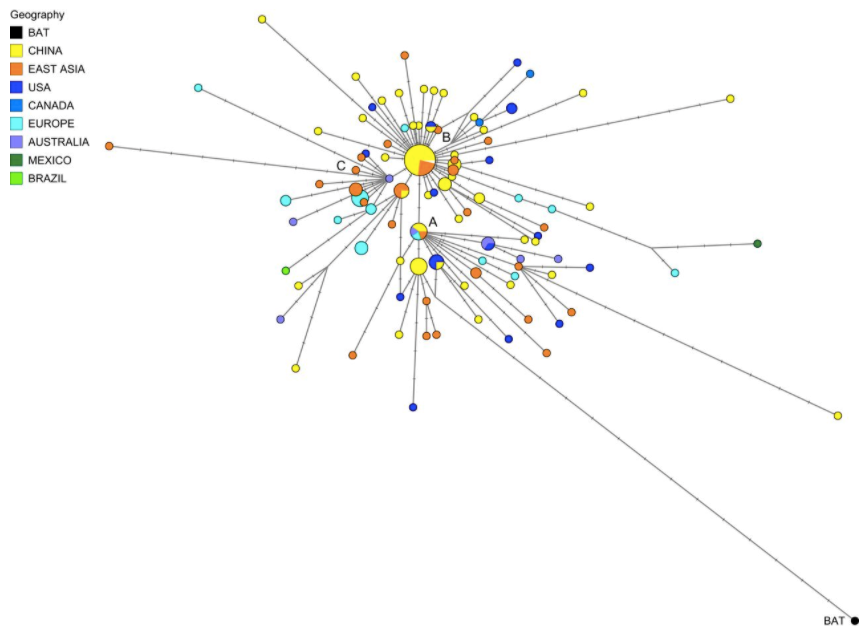 Geography
BAT
CHINA
EAST ASIA
USA
CANADA
EUROPE
AUSTRALIA
MEXICO
BRAZIL
B
C
A
BAT